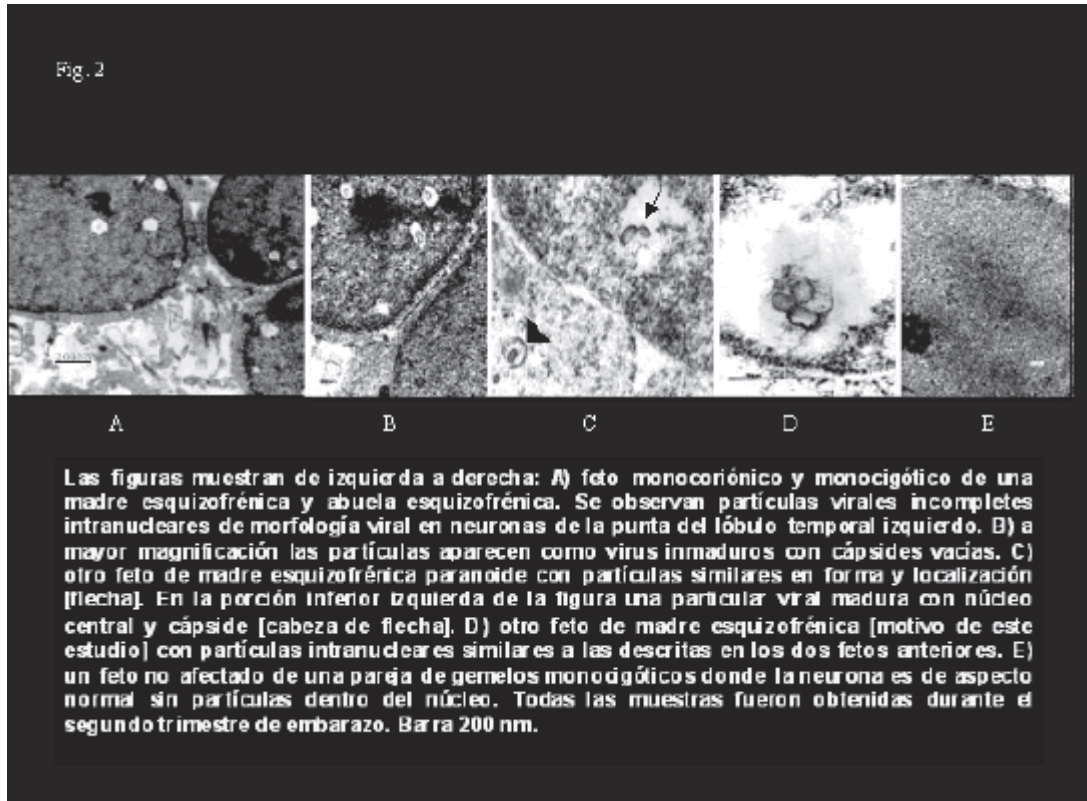 Fig. 2
A B C D E
Las figuras muestran de izquierda a derecha: A) feto monocoriónico y monocigótico de una
madre esquizofrénica y abuela esquizofrénica. Se observan partículas virales incompletes
intranucleares de morfología viral en neuronas de la punta del lóbulo temporal izquierdo. B) a
mayor magnificación las partículas aparecen como virus inmaduros con cápsides vacías. C)
otro feto de madre esquizofrénica paranoide con partículas similares en forma y localización
[flecha]. En la porción inferior izquierda de la figura una particular viral madura con núcleo
central y cápside [cabeza de flecha]. D) otro feto de madre esquizofrénica [motivo de este
estudio] con partículas intranucleares similares a las descritas en los dos fetos anteriores. E)
un feto no afectado de una pareja de gemelos monocigóticos donde la neurona es de aspecto
normal sin partículas dentro del núcleo. Todas las muestras fueron obtenidas durante el
segundo trimestre de embarazo. Barra 200 nm.